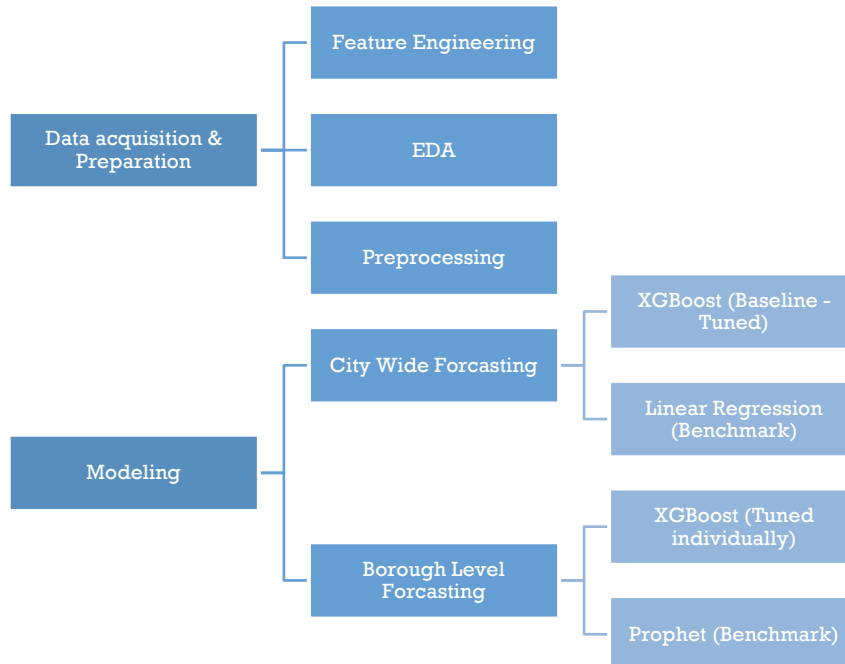 Data acquisition &
Preparation
Feature Engineering
EDA
Preprocessing
Modeling
City Wide Forcasting
XGBoost (Baseline -
Tuned)
Linear Regression
(Benchmark)
Borough Level
Forcasting
XGBoost (Tuned
individually)
Prophet (Benchmark)